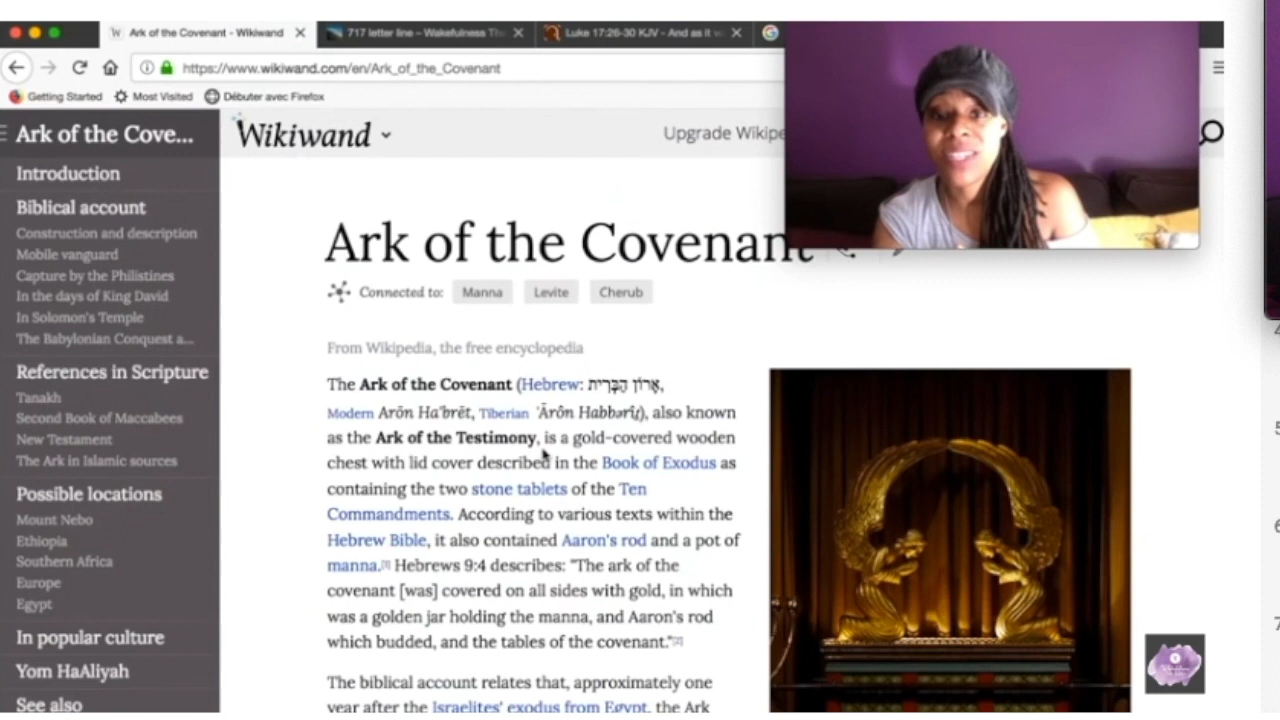 Ark of the Covenant - Wikiwand
717 letter line – Wakefulness Th
Luke 17:26-30 KJV - And as it
https://www.wikiwand.com/en/Ark_of_the_Covenant
Getting Started
Most Visited
Débuter avec Firefox
Ark of the Cove...
Introduction
Biblical account
Construction and description
Mobile vanguard
Capture by the Philistines
In the days of King David
In Solomon's Temple
The Babylonian Conquest a...
References in Scripture
Tanakh
Second Book of Maccabees
New Testament
The Ark in Islamic sources
Possible locations
Mount Nebo
Ethiopia
Southern Africa
Europe
Egypt
In popular culture
Yom HaAliyah
See also
Wikiwand
Upgrade Wikipe
Ark of the Covenant
Connected to: Manna Levite Cherub
From Wikipedia, the free encyclopedia
The Ark of the Covenant (Hebrew: אָרוֹן הַבְּרִית,
Modern Arōn Ha'brēt, Tiberian ʾĀrôn Habbərîṯ), also known
as the Ark of the Testimony, is a gold-covered wooden
chest with lid cover described in the Book of Exodus as
containing the two stone tablets of the Ten
Commandments. According to various texts within the
Hebrew Bible, it also contained Aaron's rod and a pot of
manna.[1] Hebrews 9:4 describes: "The ark of the
covenant [was] covered on all sides with gold, in which
was a golden jar holding the manna, and Aaron's rod
which budded, and the tables of the covenant."[2]
The biblical account relates that, approximately one
year after the Israelites' exodus from Egypt, the Ark
4
5
6
7